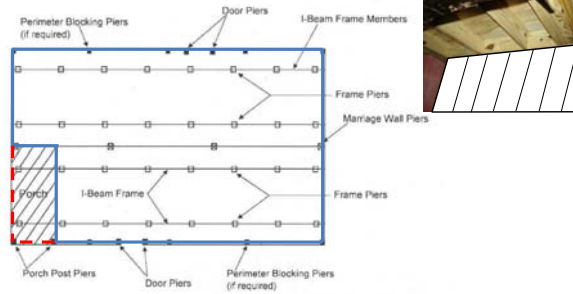 Door Piers
Perimeter Blocking Piers
(if required)
I-Beam Frame Members
Frame Piers
Marriage Wall Piers
Porch
I-Beam Frame
Frame Piers
Porch Post Piers
Door Piers
Perimeter Blocking Piers
(if required)